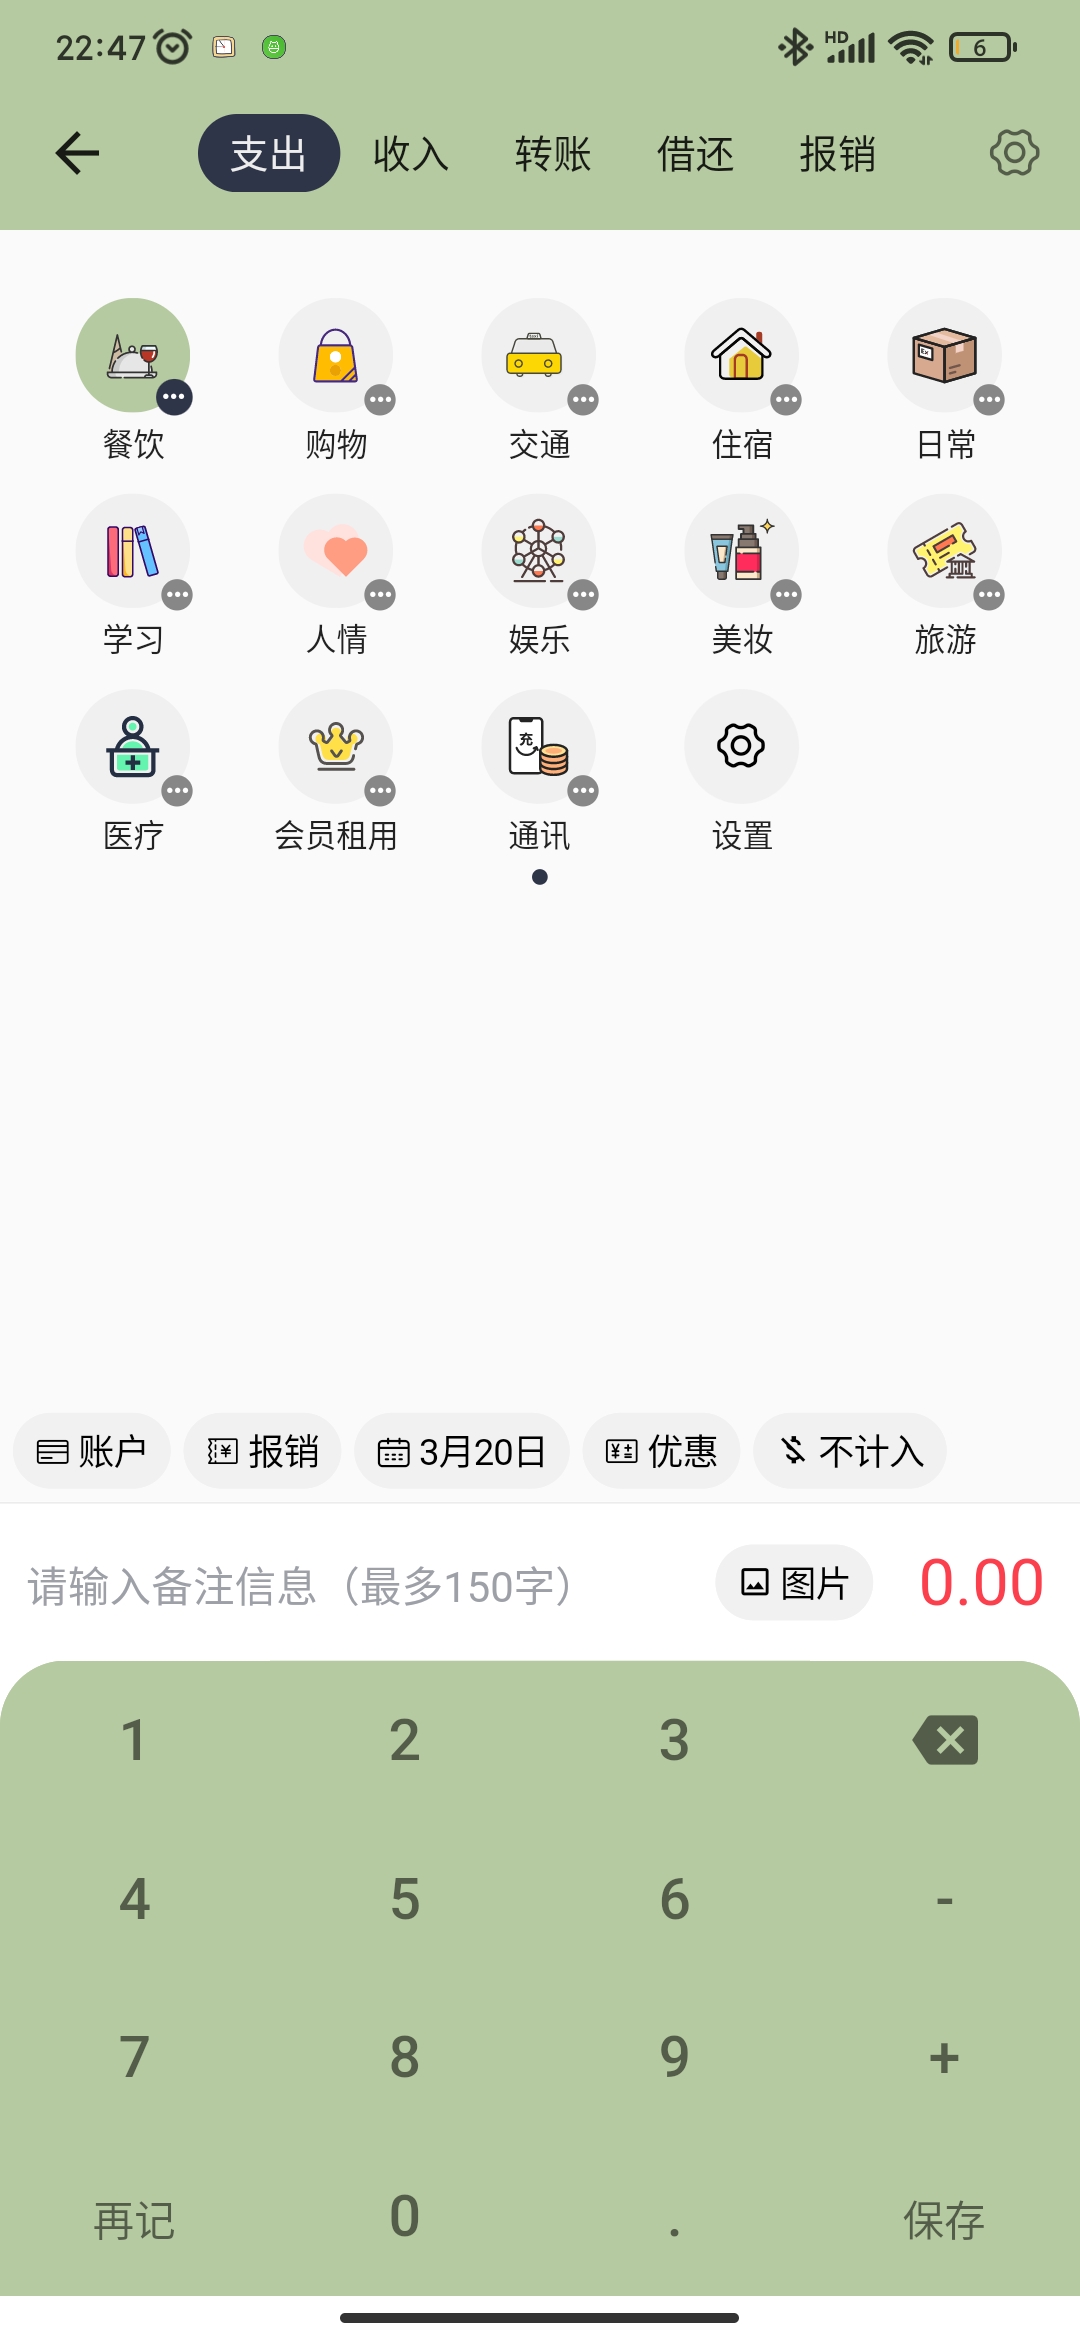 22:47 HD 6
支出 收入 转账 借还 报销
餐饮 购物 交通 住宿 日常
学习 人情 娱乐 美妆 旅游
充
医疗 会员租用 通讯 设置
账户 报销 3月20日 优惠 不计入
请输入备注信息（最多150字） 图片 0.00
1 2 3
4 5 6 -
7 8 9 +
再记 0 . 保存